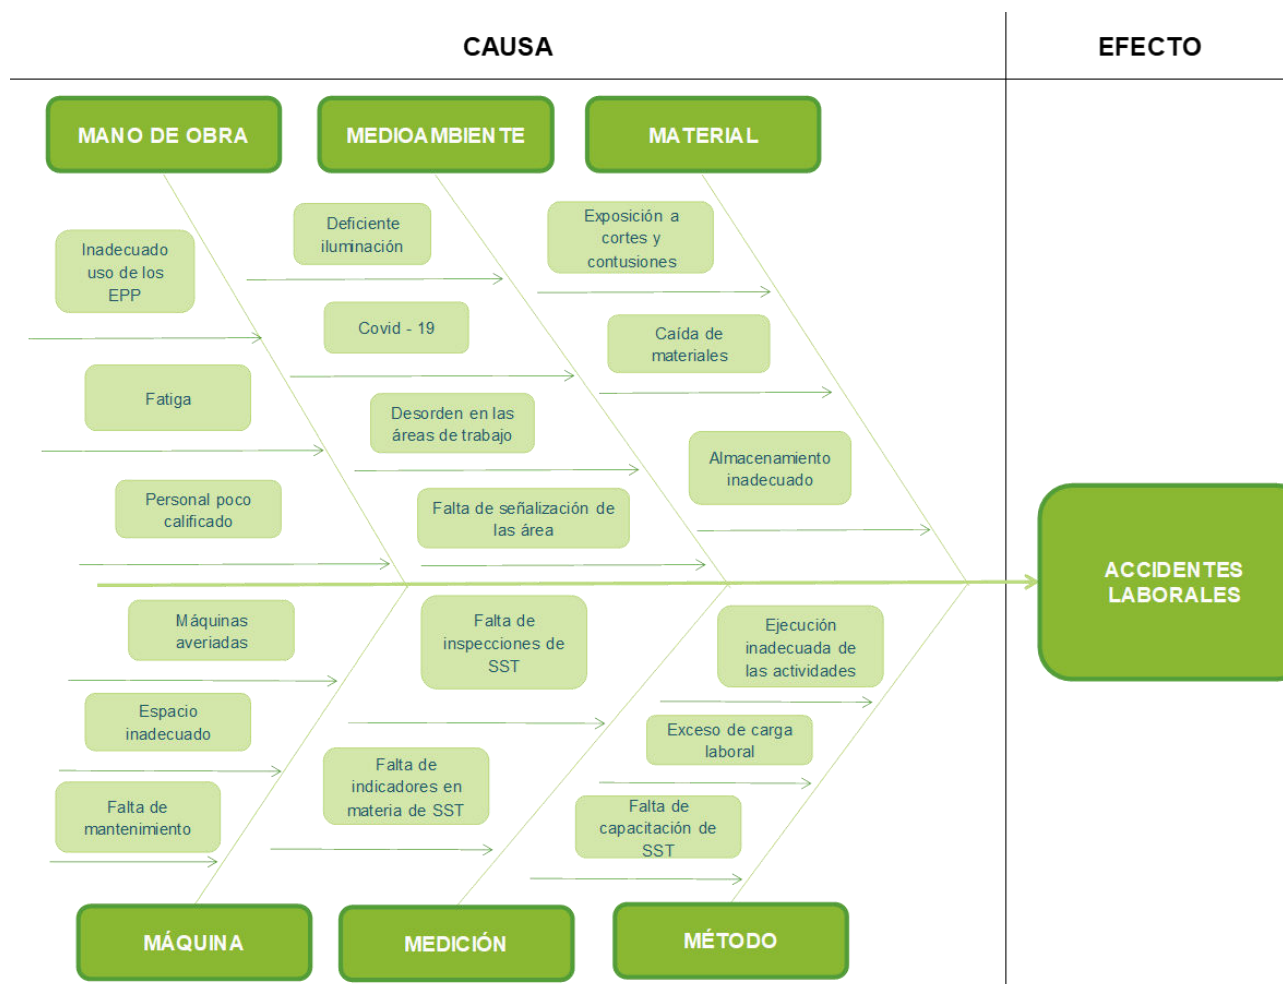 CAUSA
EFECTO
MANO DE OBRA
MEDIOAMBIENTE
MATERIAL
Inadecuado
uso de los
EPP
Fatiga
Personal poco
calificado
Deficiente
iluminación
Covid - 19
Desorden en las
áreas de trabajo
Falta de señalización de
las área
Exposición a
cortes y
contusiones
Caída de
materiales
Almacenamiento
inadecuado
ACCIDENTES
LABORALES
Máquinas
averiadas
Espacio
inadecuado
Falta de
mantenimiento
Falta de
inspecciones de
SST
Falta de
indicadores en
materia de SST
Ejecución
inadecuada de
las actividades
Exceso de carga
laboral
Falta de
capacitación de
SST
MÁQUINA
MEDICIÓN
MÉTODO